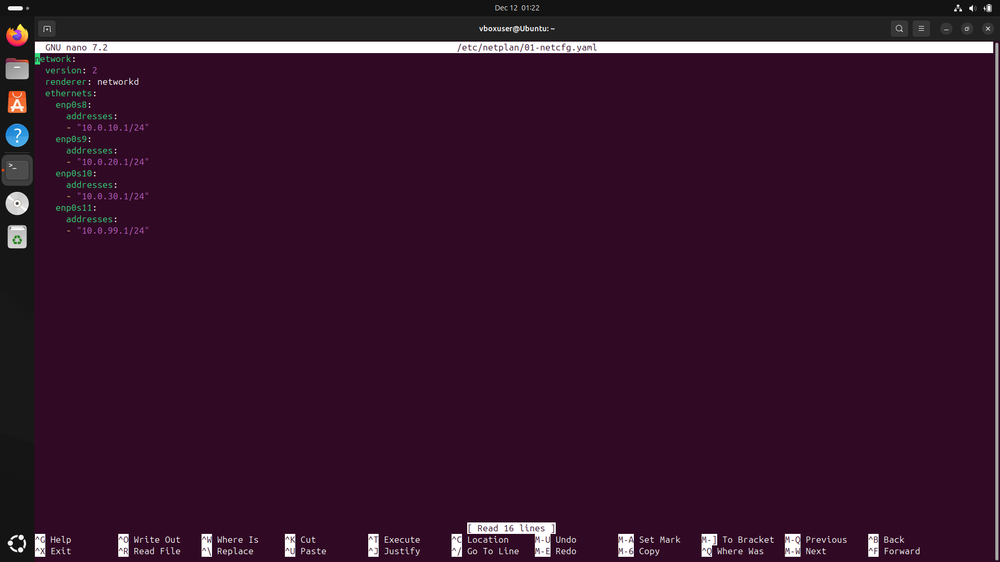 Dec 12 01:22
vboxuser@Ubuntu: ~
GNU nano 7.2 /etc/netplan/01-netcfg.yaml
network:
  version: 2
  renderer: networkd
  ethernets:
    enp0s8:
      addresses:
      - "10.0.10.1/24"
    enp0s9:
      addresses:
      - "10.0.20.1/24"
    enp0s10:
      addresses:
      - "10.0.30.1/24"
    enp0s11:
      addresses:
      - "10.0.99.1/24"
[ Read 16 lines ]
^G Help ^O Write Out ^W Where Is ^K Cut ^T Execute ^C Location M-U Undo M-A Set Mark M-] To Bracket M-Q Previous ^B Back
^X Exit ^R Read File ^\ Replace ^U Paste ^J Justify ^/ Go To Line M-E Redo M-6 Copy ^Q Where Was M-W Next ^F Forward